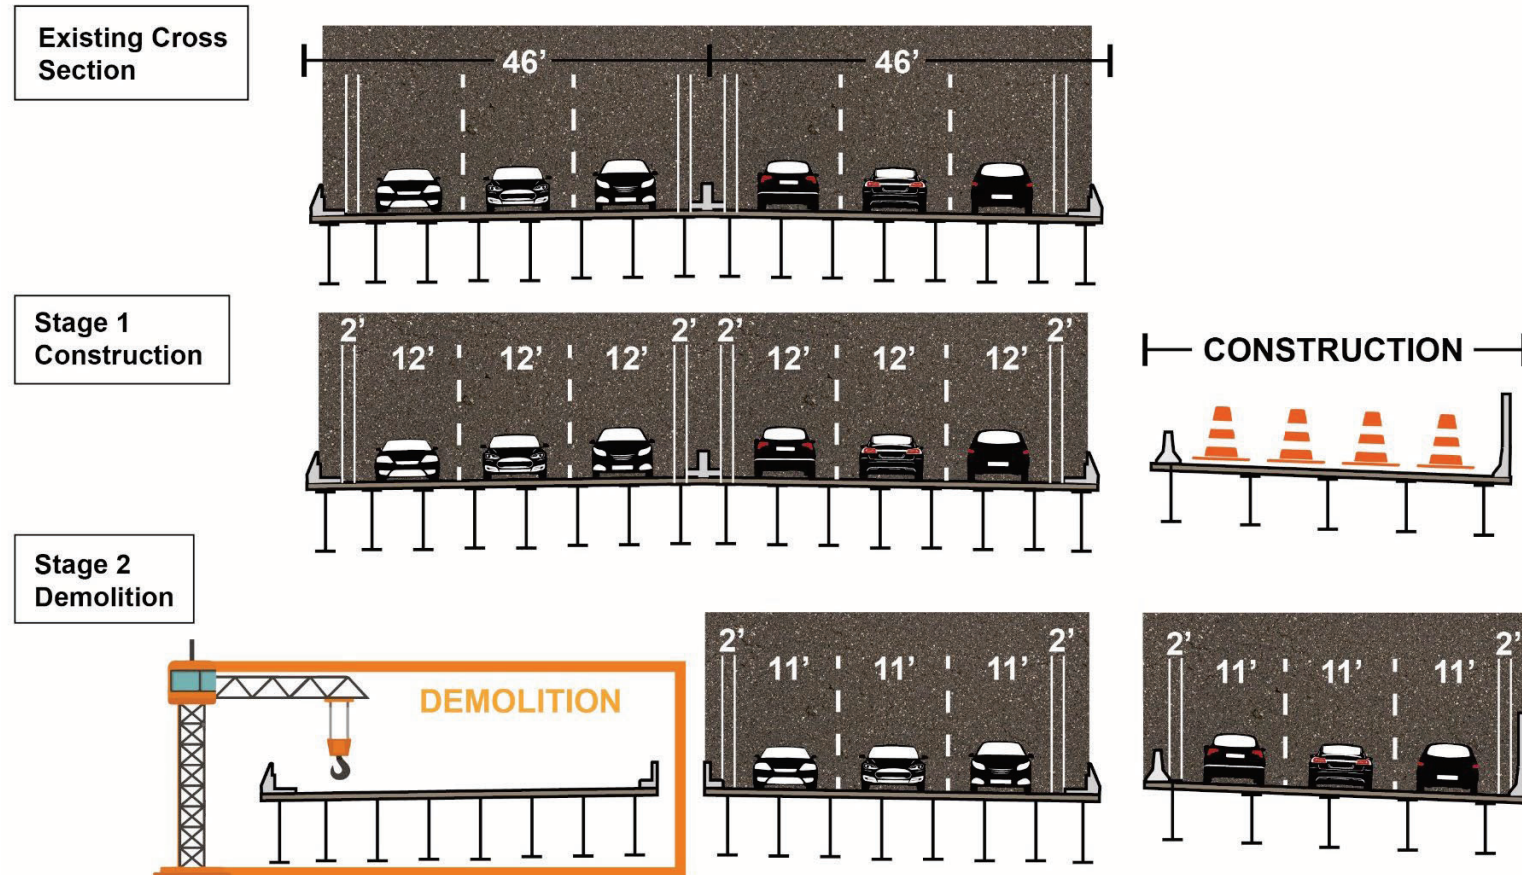 Existing Cross
Section
46’ 46’
Stage 1
Construction
2’ 12’ 12’ 12’ 2’ 2’ 12’ 12’ 12’ 2’
CONSTRUCTION
Stage 2
Demolition
DEMOLITION
2’ 11’ 11’ 11’ 2’
2’ 11’ 11’ 11’ 2’